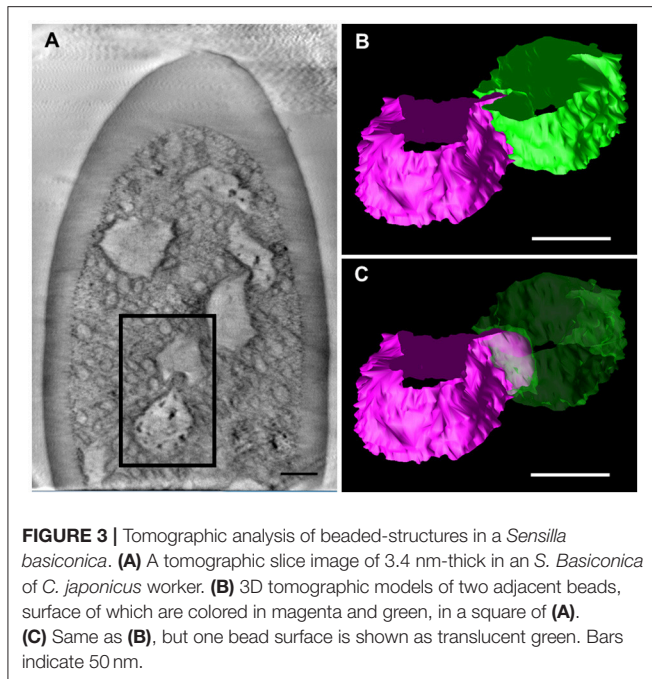 A
B
C
FIGURE 3 | Tomographic analysis of beaded-structures in a Sensilla
basiconica. (A) A tomographic slice image of 3.4 nm-thick in an S. Basiconica
of C. japonicus worker. (B) 3D tomographic models of two adjacent beads,
surface of which are colored in magenta and green, in a square of (A).
(C) Same as (B), but one bead surface is shown as translucent green. Bars
indicate 50 nm.